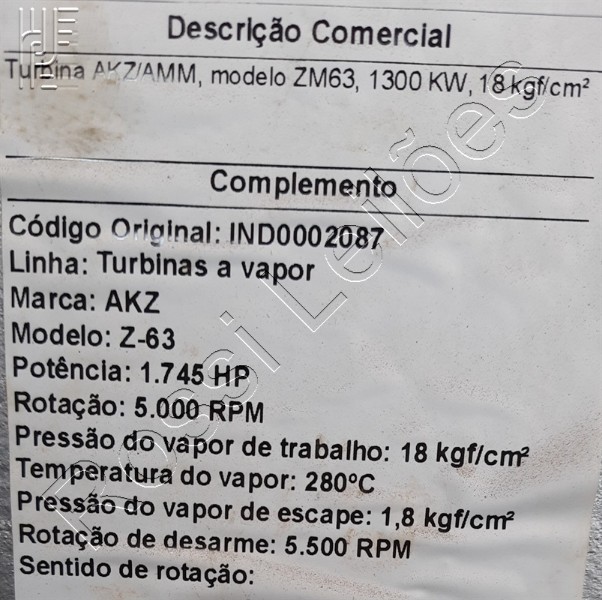 Descrição Comercial
Turbina AKZ/AMM, modelo ZM63, 1300 KW, 18 kgf/cm²
Complemento
Código Original: IND0002087
Linha: Turbinas a vapor
Marca: AKZ
Modelo: Z-63
Potência: 1.745 HP
Rotação: 5.000 RPM
Pressão do vapor de trabalho: 18 kgf/cm²
Temperatura do vapor: 280ºC
Pressão do vapor de escape: 1,8 kgf/cm²
Rotação de desarme: 5.500 RPM
Sentido de rotação:
Rossi Leilões